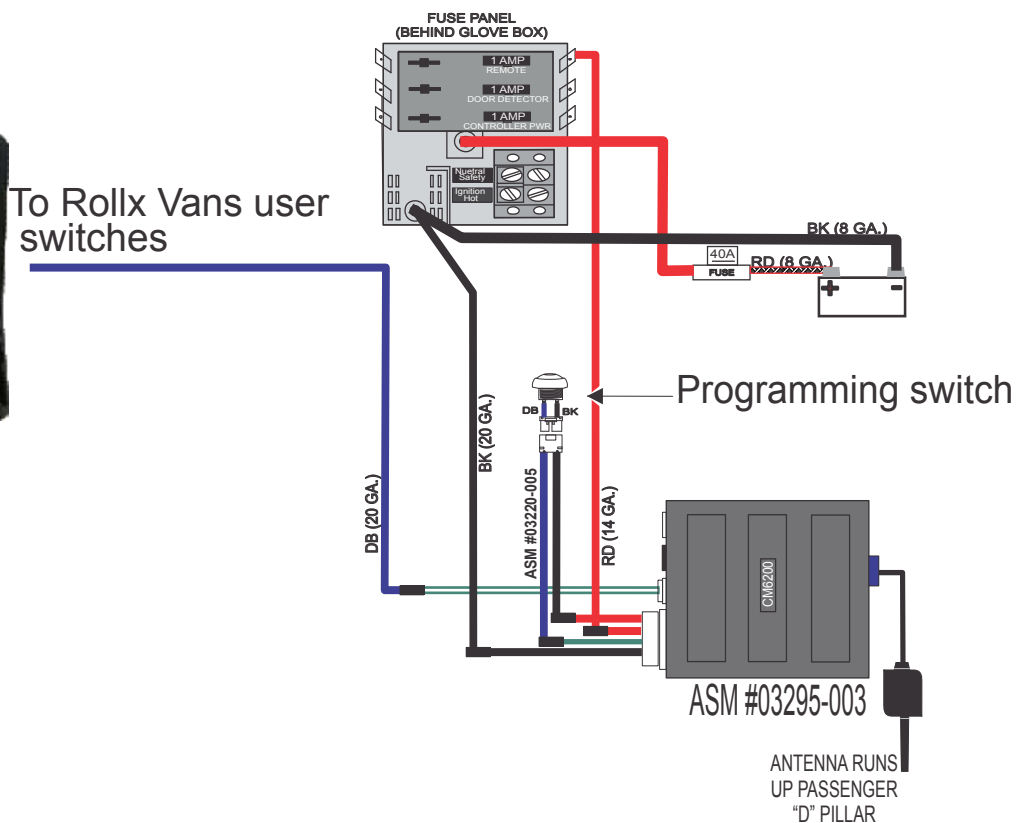 FUSE PANEL
(BEHIND GLOVE BOX)
1 AMP
REMOTE
1 AMP
DOOR DETECTOR
1 AMP
CONTROLLER PWR
Nuetral
Safety
Ignition
Hot
To Rollx Vans user
switches
BK (8 GA.)
40A
FUSE
RD (8 GA.)
+
-
Programming switch
DB
BK
DB (20 GA.)
BK (20 GA.)
ASM #03220-005
RD (14 GA.)
CM6200
ASM #03295-003
ANTENNA RUNS
UP PASSENGER
“D” PILLAR